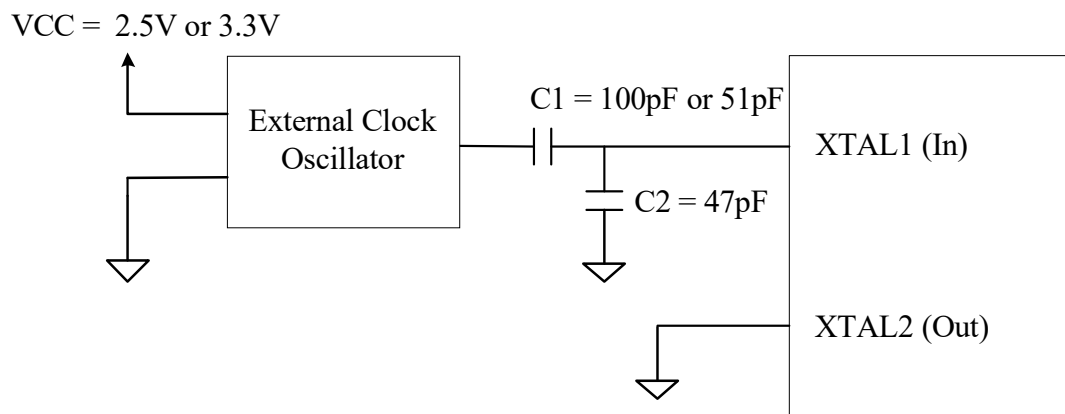 VCC = 2.5V or 3.3V
External Clock
Oscillator
C1 = 100pF or 51pF
C2 = 47pF
XTAL1 (In)
XTAL2 (Out)